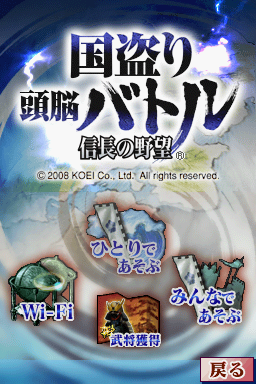 国盗り
頭脳バトル
信長の野望®
© 2008 KOEI Co., Ltd. All rights reserved.
ひとりで
あそぶ
Wi-Fi
みんなで
あそぶ
武将獲得
戻る